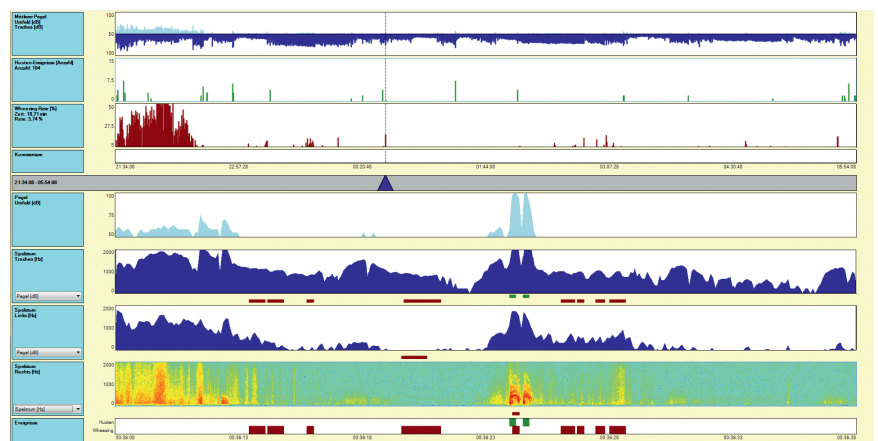 Mittlerer Pegel
Umfeld [dB]
Trachea [dB]
100
50
100
Husten-Ereignisse [Anzahl]
Anzahl: 104
15
7.5
0
Wheezing-Rate [%]
Zeit: 18,71 min
Rate: 3,74 %
50
27.5
5
Kommentare
21:34:08 22:57:28 00:20:48 01:44:08 03:07:28 04:30:48 05:54:08
21:34:08 - 05:54:08
Pegel
Umfeld [dB]
100
75
50
Spektrum
Trachea [Hz]
2000
1000
0
Pegel [dB]
Spektrum
Links [Hz]
2000
1000
0
Pegel [dB]
Spektrum
Rechts [Hz]
2000
1000
0
Spektrum [Hz]
Ereignisse
Husten
Wheezing
00:36:08 00:36:13 00:36:18 00:36:23 00:36:28 00:36:33 00:36:38